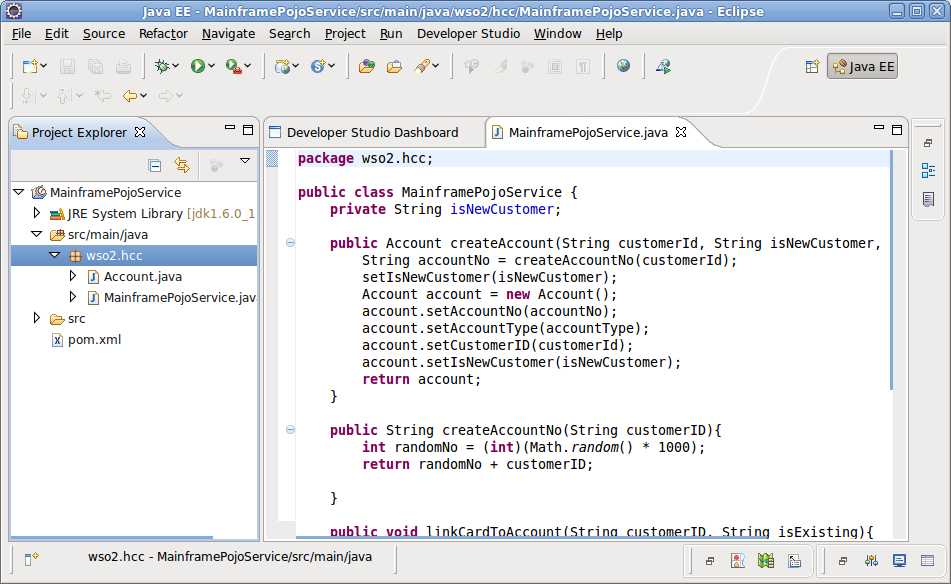 Java EE - MainframePojoService/src/main/java/wso2/hcc/MainframePojoService.java - Eclipse
File Edit Source Refactor Navigate Search Project Run Developer Studio Window Help
Java EE
Project Explorer
Developer Studio Dashboard
MainframePojoService.java
MainframePojoService
JRE System Library [jdk1.6.0_1
src/main/java
wso2.hcc
Account.java
MainframePojoService.jav
src
pom.xml
package wso2.hcc;
public class MainframePojoService {
private String isNewCustomer;
public Account createAccount(String customerId, String isNewCustomer,
String accountNo = createAccountNo(customerId);
setIsNewCustomer(isNewCustomer);
Account account = new Account();
account.setAccountNo(accountNo);
account.setAccountType(accountType);
account.setCustomerID(customerId);
account.setIsNewCustomer(isNewCustomer);
return account;
}
public String createAccountNo(String customerID){
int randomNo = (int)(Math.random() * 1000);
return randomNo + customerID;
}
public void linkCardToAccount(String customerID, String isExisting){
wso2.hcc - MainframePojoService/src/main/java